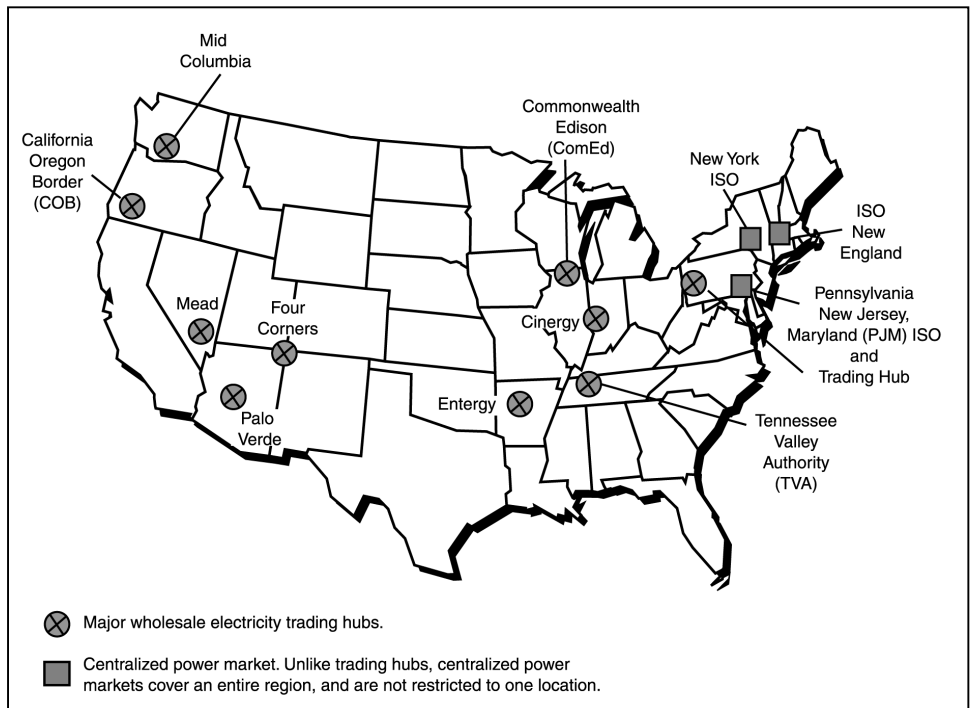 Mid
Columbia
California
Oregon
Border
(COB)
Commonwealth
Edison
(ComEd)
New York
ISO
ISO
New
England
Mead
Four
Corners
Cinergy
Pennsylvania
New Jersey,
Maryland (PJM) ISO
and
Trading Hub
Palo
Verde
Entergy
Tennessee
Valley
Authority
(TVA)
Major wholesale electricity trading hubs.
Centralized power market. Unlike trading hubs, centralized power
markets cover an entire region, and are not restricted to one location.